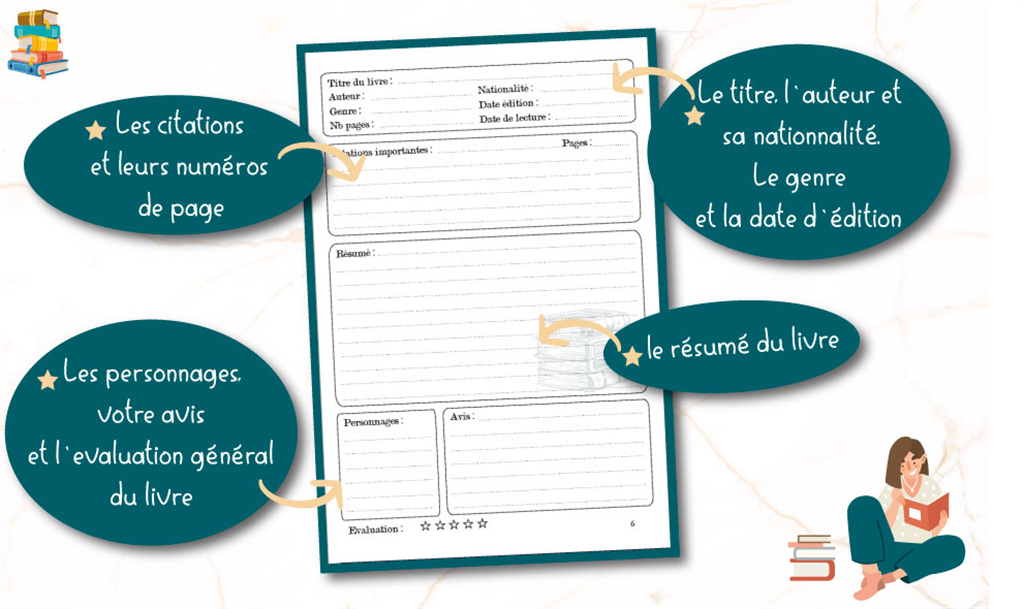 Titre du livre :
Auteur :
Nationalité :
Genre :
Date édition :
Nb pages :
Date de lecture :
Les citations
et leurs numéros
de page
Le titre, l'auteur et
sa nationnalité.
Le genre
et la date d'édition
importantes :
Pages :
Résumé :
le résumé du livre
Les personnages,
votre avis
et l'evaluation général
du livre
Personnages :
Avis :
Evaluation :
6